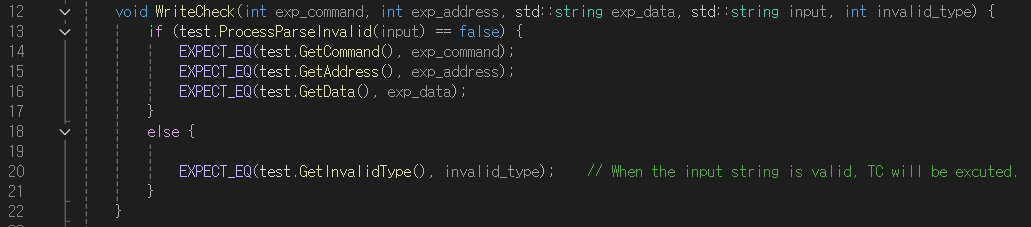 12 void WriteCheck(int exp_command, int exp_address, std::string exp_data, std::string input, int invalid_type) {
13 if (test.ProcessParseInvalid(input) == false) {
14 EXPECT_EQ(test.GetCommand(), exp_command);
15 EXPECT_EQ(test.GetAddress(), exp_address);
16 EXPECT_EQ(test.GetData(), exp_data);
17 }
18 else {
19
20 EXPECT_EQ(test.GetInvalidType(), invalid_type); // When the input string is valid, TC will be excuted.
21 }
22 }